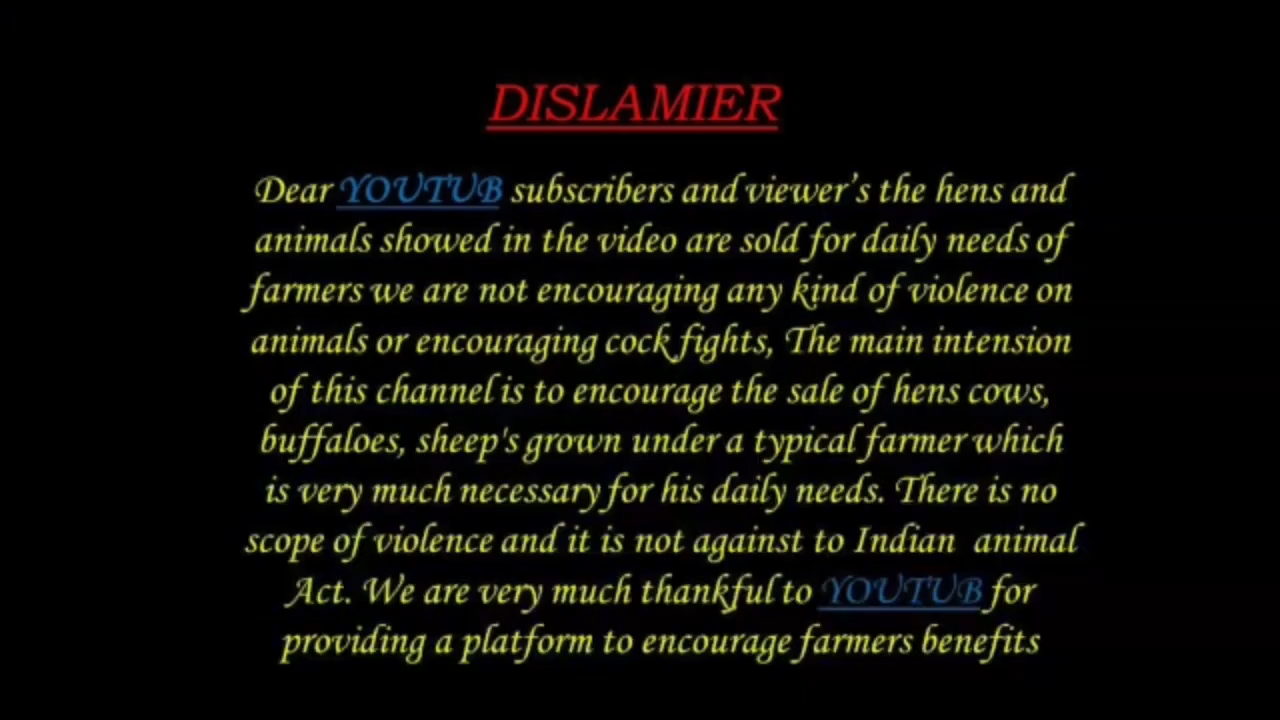 DISLAMIER
Dear YOUTUB subscribers and viewer's the hens and
animals showed in the video are sold for daily needs of
farmers we are not encouraging any kind of violence on
animals or encouraging cock fights, The main intension
of this channel is to encourage the sale of hens cows,
buffaloes, sheep's grown under a typical farmer which
is very much necessary for his daily needs. There is no
scope of violence and it is not against to Indian animal
Act. We are very much thankful to YOUTUB for
providing a platform to encourage farmers benefits